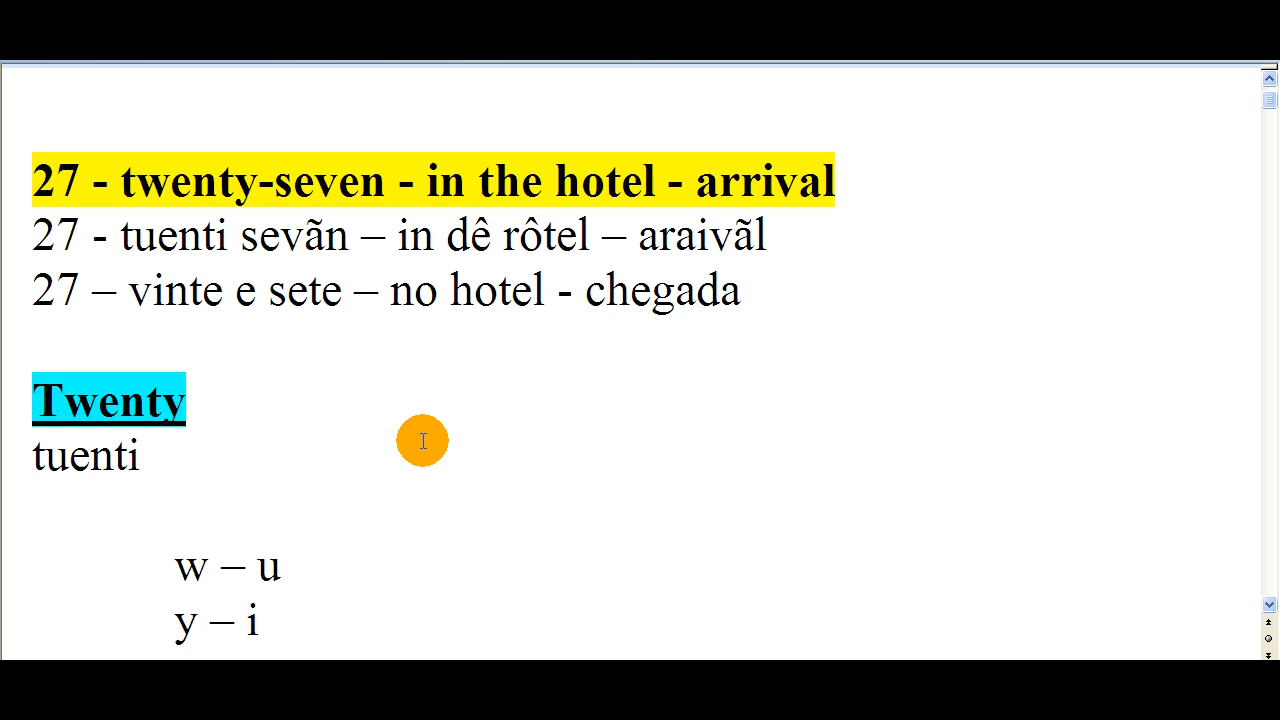 27 - twenty-seven - in the hotel - arrival
27 - tuenti sevãn – in dê rôtel – araivãl
27 – vinte e sete – no hotel - chegada
Twenty
tuenti
w – u
y – i